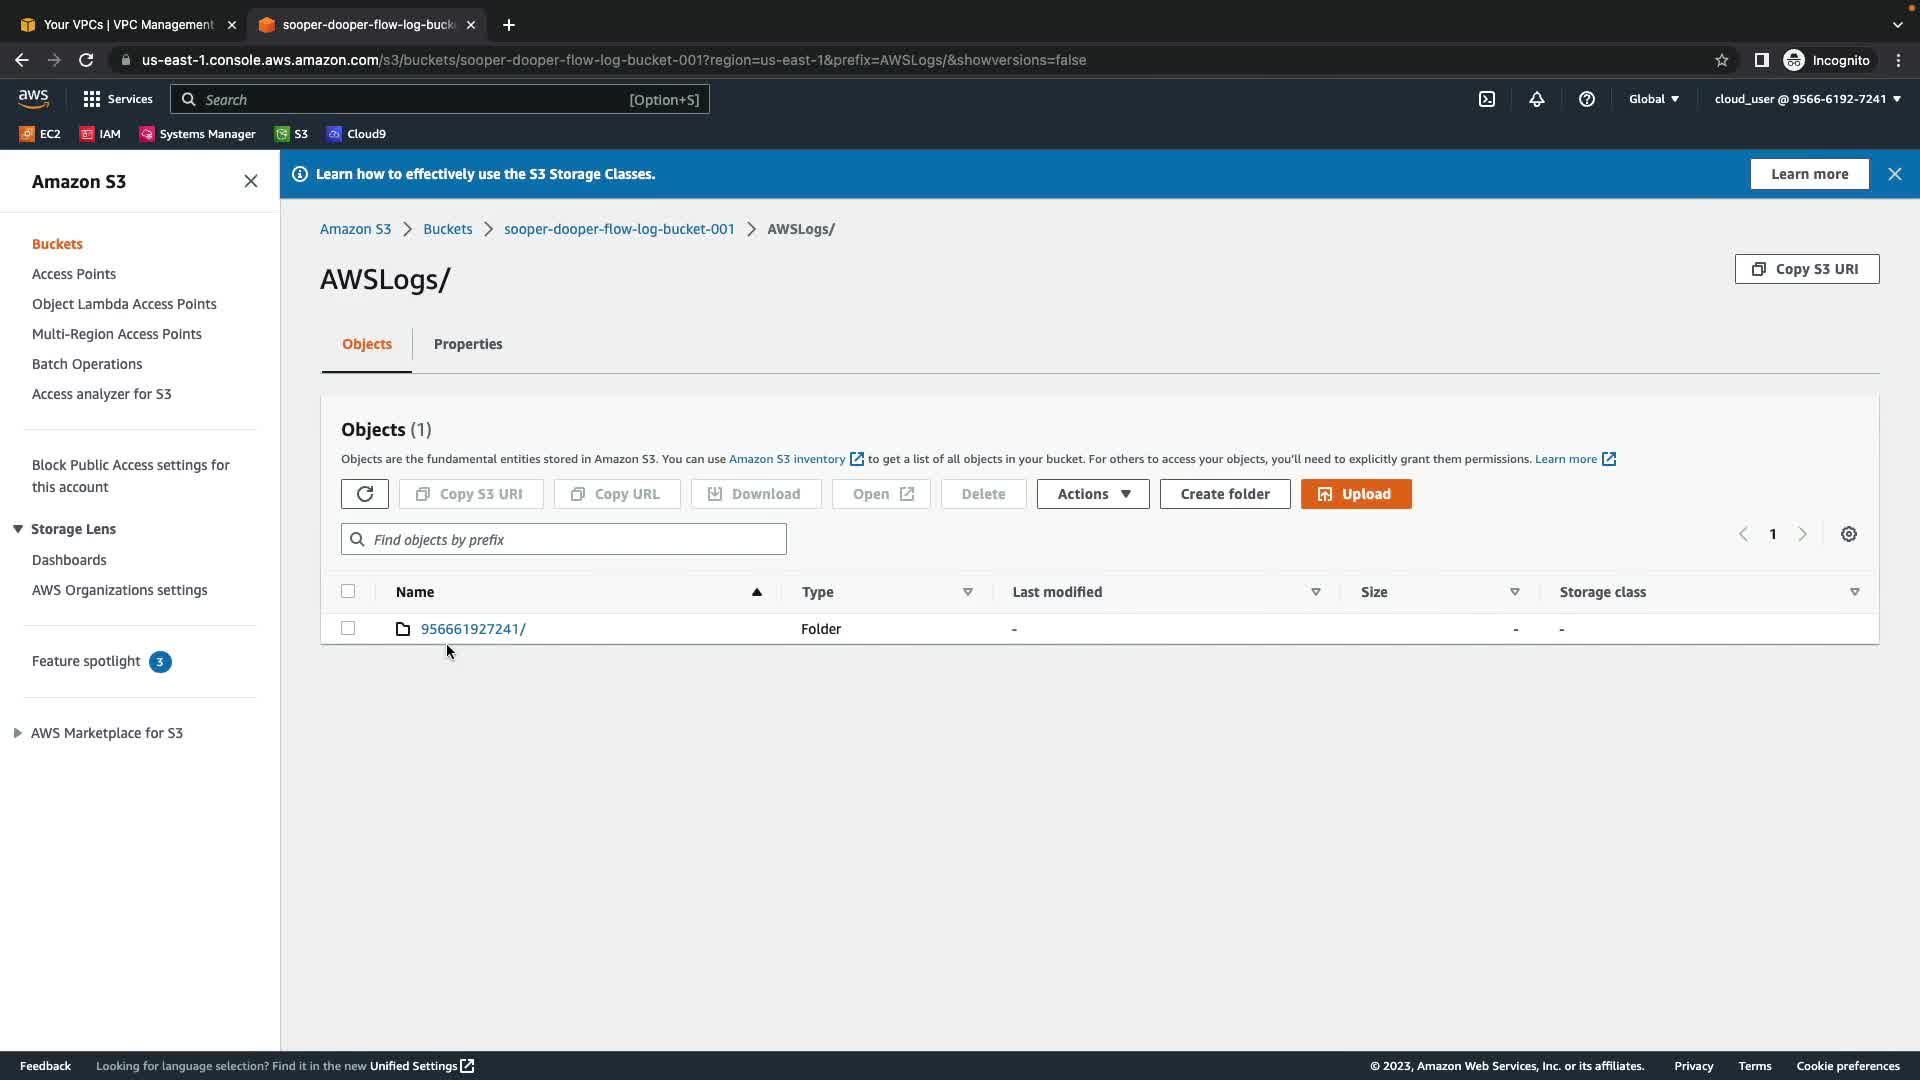 Your VPCs | VPC Management
sooper-dooper-flow-log-buck
us-east-1.console.aws.amazon.com/s3/buckets/sooper-dooper-flow-log-bucket-001?region=us-east-1&prefix=AWSLogs/&showversions=false
Incognito
aws
Services
Search
[Option+S]
Global
cloud_user @ 9566-6192-7241
EC2
IAM
Systems Manager
S3
Cloud9
Amazon S3
Learn how to effectively use the S3 Storage Classes.
Learn more
Buckets
Access Points
Object Lambda Access Points
Multi-Region Access Points
Batch Operations
Access analyzer for S3
Block Public Access settings for
this account
Storage Lens
Dashboards
AWS Organizations settings
Feature spotlight 3
AWS Marketplace for S3
Amazon S3
Buckets
sooper-dooper-flow-log-bucket-001
AWSLogs/
AWSLogs/
Copy S3 URI
Objects
Properties
Objects (1)
Objects are the fundamental entities stored in Amazon S3. You can use Amazon S3 inventory to get a list of all objects in your bucket. For others to access your objects, you'll need to explicitly grant them permissions. Learn more
Copy S3 URI
Copy URL
Download
Open
Delete
Actions
Create folder
Upload
Find objects by prefix
1
Name
Type
Last modified
Size
Storage class
956661927241/
Folder
-
-
-
Feedback
Looking for language selection? Find it in the new Unified Settings
© 2023, Amazon Web Services, Inc. or its affiliates.
Privacy
Terms
Cookie preferences